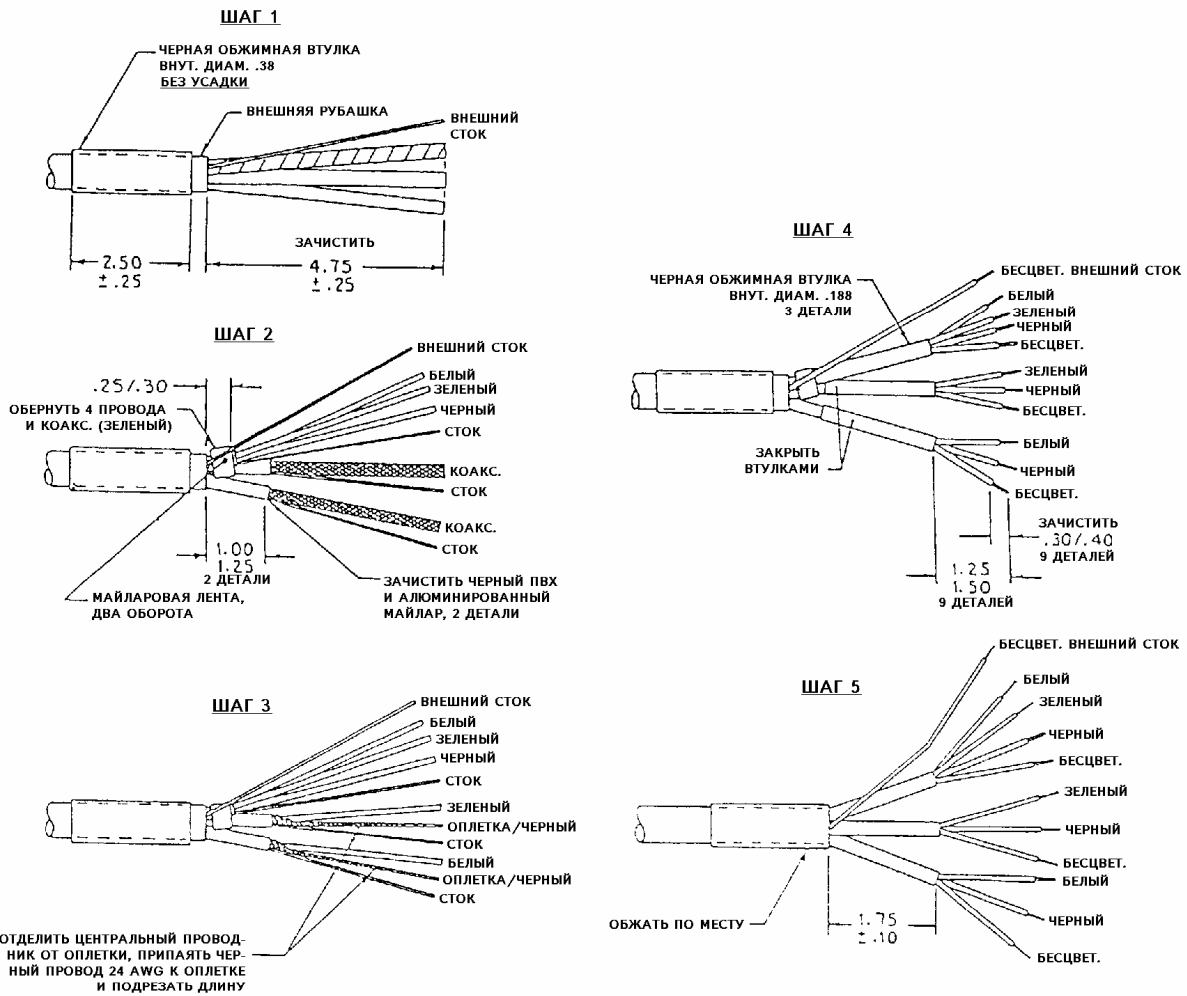 ШАГ 1
ЧЕРНАЯ ОБЖИМНАЯ ВТУЛКА
ВНУТ. ДИАМ. .38
БЕЗ УСАДКИ
ВНЕШНЯЯ РУБАШКА
ВНЕШНИЙ
СТОК
ЗАЧИСТИТЬ
2.50
± .25
4.75
± .25
ШАГ 2
ВНЕШНИЙ СТОК
.25/.30
БЕЛЫЙ
ЗЕЛЕНЫЙ
ОБЕРНУТЬ 4 ПРОВОДА
И КОАКС. (ЗЕЛЕНЫЙ)
ЧЕРНЫЙ
СТОК
КОАКС.
СТОК
КОАКС.
СТОК
1.00
1.25
2 ДЕТАЛИ
МАЙЛАРОВАЯ ЛЕНТА,
ДВА ОБОРОТА
ЗАЧИСТИТЬ ЧЕРНЫЙ ПВХ
И АЛЮМИНИРОВАННЫЙ
МАЙЛАР, 2 ДЕТАЛИ
ШАГ 3
ВНЕШНИЙ СТОК
БЕЛЫЙ
ЗЕЛЕНЫЙ
ЧЕРНЫЙ
СТОК
ЗЕЛЕНЫЙ
ОПЛЕТКА/ЧЕРНЫЙ
СТОК
БЕЛЫЙ
ОПЛЕТКА/ЧЕРНЫЙ
СТОК
ОТДЕЛИТЬ ЦЕНТРАЛЬНЫЙ ПРОВОД-
НИК ОТ ОПЛЕТКИ, ПРИПАЯТЬ ЧЕР-
НЫЙ ПРОВОД 24 AWG К ОПЛЕТКЕ
И ПОДРЕЗАТЬ ДЛИНУ
ШАГ 4
БЕСЦВЕТ. ВНЕШНИЙ СТОК
ЧЕРНАЯ ОБЖИМНАЯ ВТУЛКА
ВНУТ. ДИАМ. .188
3 ДЕТАЛИ
БЕЛЫЙ
ЗЕЛЕНЫЙ
ЧЕРНЫЙ
БЕСЦВЕТ.
ЗЕЛЕНЫЙ
ЧЕРНЫЙ
БЕСЦВЕТ.
ЗАКРЫТЬ
ВТУЛКАМИ
БЕЛЫЙ
ЧЕРНЫЙ
БЕСЦВЕТ.
ЗАЧИСТИТЬ
.30/.40
9 ДЕТАЛЕЙ
1.25
1.50
9 ДЕТАЛЕЙ
ШАГ 5
БЕСЦВЕТ. ВНЕШНИЙ СТОК
БЕЛЫЙ
ЗЕЛЕНЫЙ
ЧЕРНЫЙ
БЕСЦВЕТ.
ЗЕЛЕНЫЙ
ЧЕРНЫЙ
БЕСЦВЕТ.
БЕЛЫЙ
ЧЕРНЫЙ
БЕСЦВЕТ.
ОБЖАТЬ ПО МЕСТУ
1.75
± .10